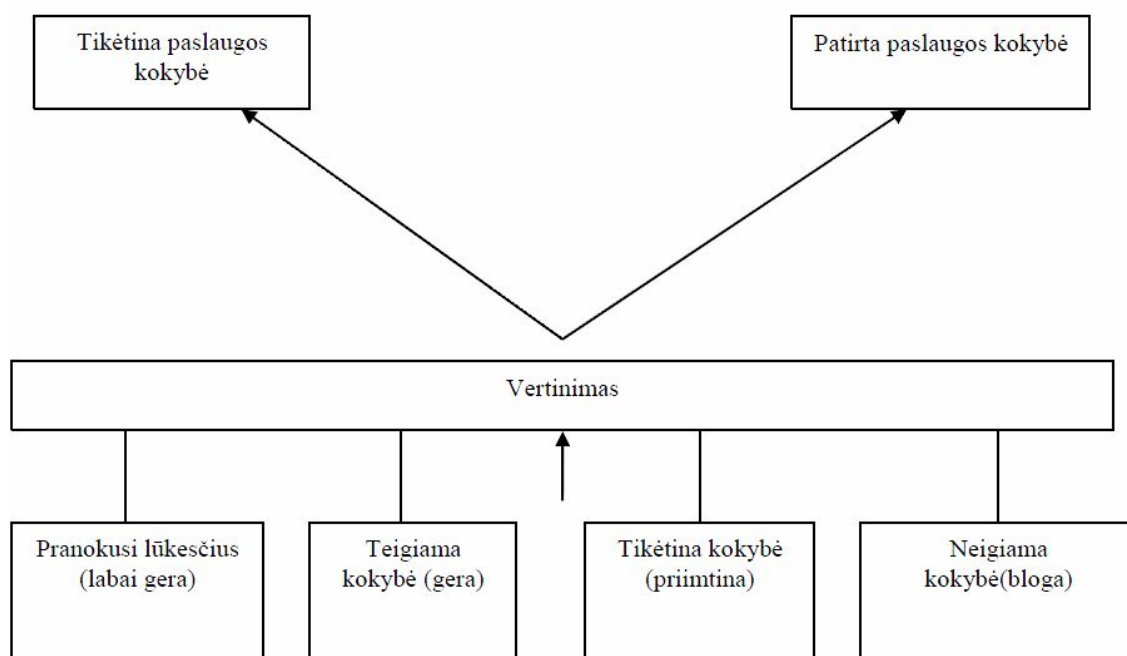 Tikėtina paslaugos
kokybė
Patirta paslaugos kokybė
Vertinimas
Pranokusi lūkesčius
(labai gera)
Teigiama
kokybė (gera)
Tikėtina kokybė
(priimtina)
Neigiama
kokybė(bloga)